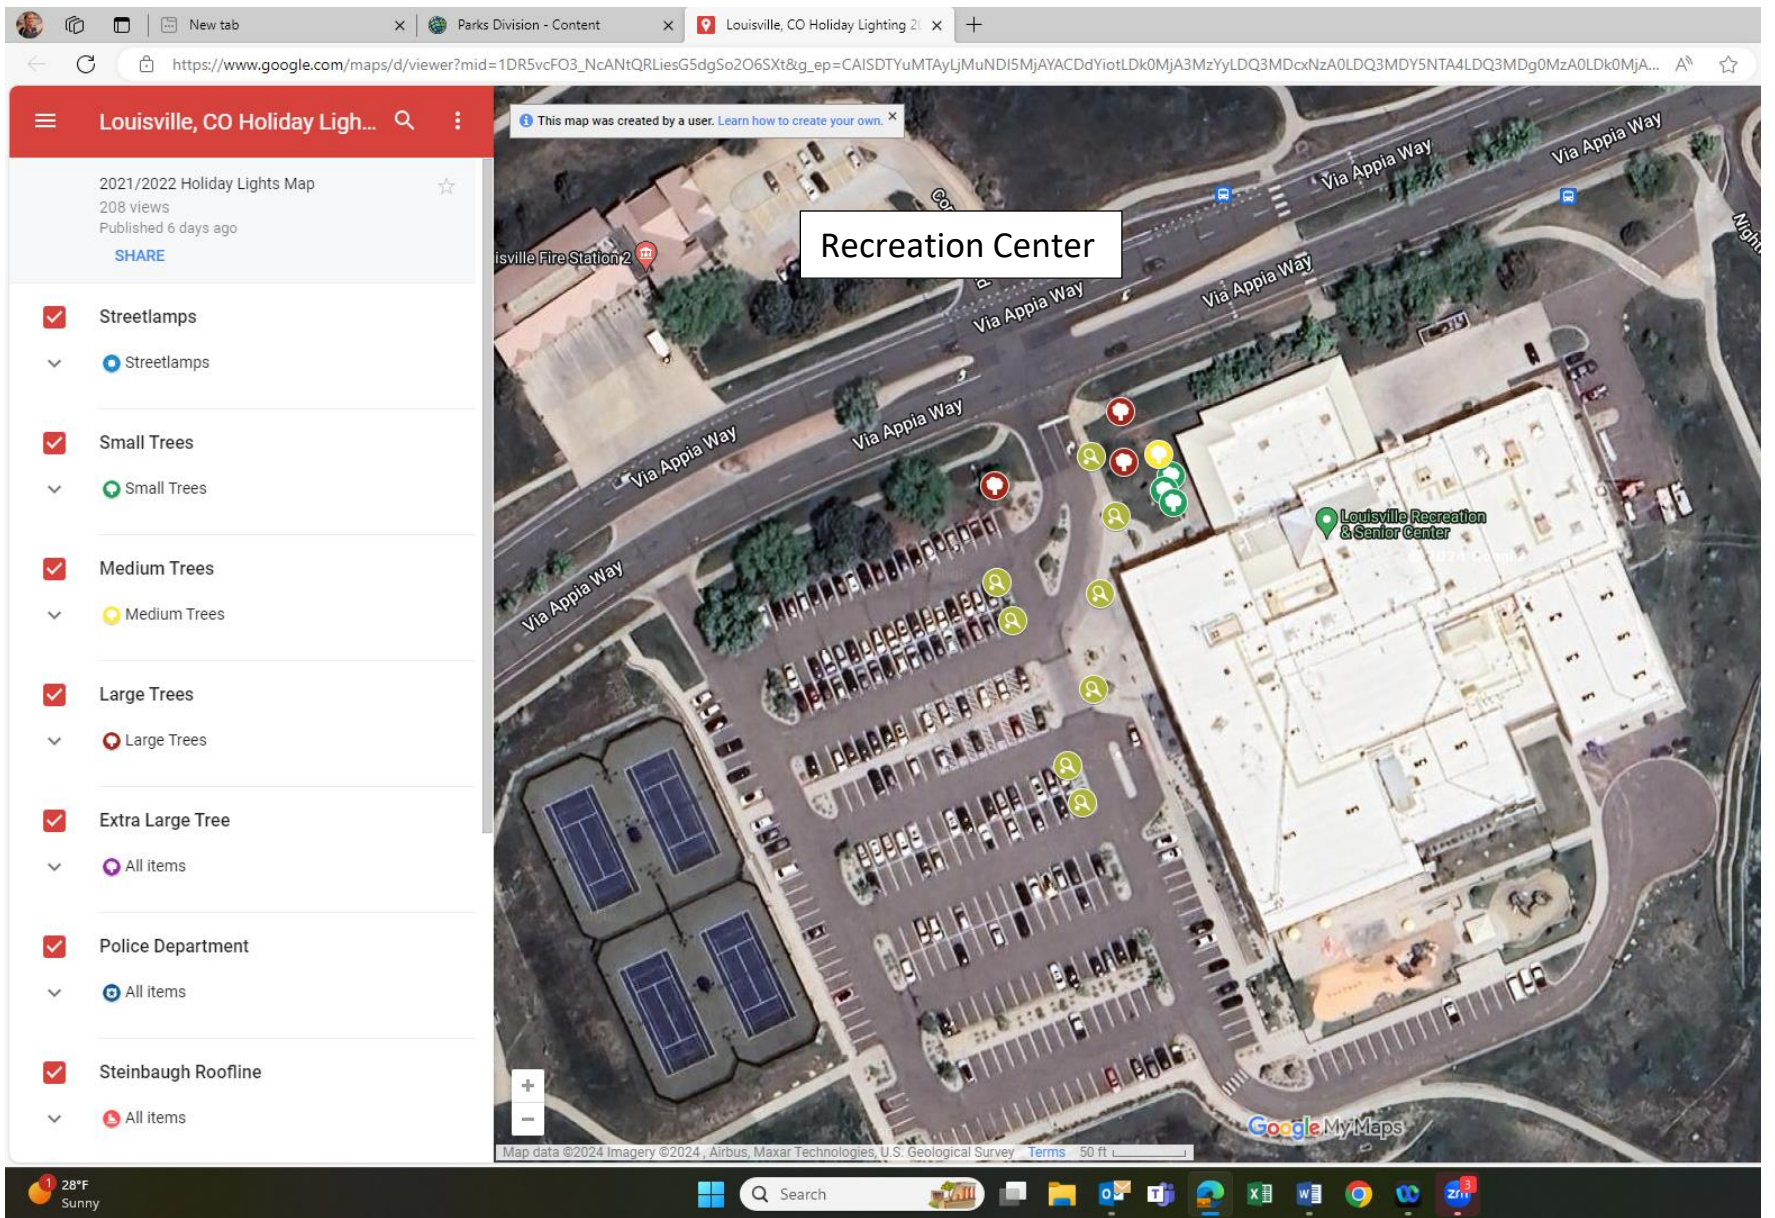 New tab
Parks Division - Content
Louisville, CO Holiday Lighting 2
https://www.google.com/maps/d/viewer?mid=1DR5vcFO3_NcANtQRLiesG5dgSo2O6SXt&g_ep=CAISDTYuMTAyLjMuNDI5MjAYACDdYiotLDk0MjA3MzYyLDQ3MDcxNzA0LDQ3MDY5NTA4LDQ3MDg0MzA0LDk0MjA...
Louisville, CO Holiday Ligh...
2021/2022 Holiday Lights Map
208 views
Published 6 days ago
SHARE
Streetlamps
Streetlamps
Small Trees
Small Trees
Medium Trees
Medium Trees
Large Trees
Large Trees
Extra Large Tree
All items
Police Department
All items
Steinbaugh Roofline
All items
This map was created by a user. Learn how to create your own.
Via Appia Way
Via Appia Way
Recreation Center
isville Fire Station 2
Via Appia Way
Via Appia Way
Via Appia Way
Via Appia Way
Via Appia Way
Louisville Recreation
& Senior Center
Nigh
Google My Maps
Map data ©2024 Imagery ©2024 , Airbus, Maxar Technologies, U.S. Geological Survey Terms 50 ft
1
28°F
Sunny
Search
3